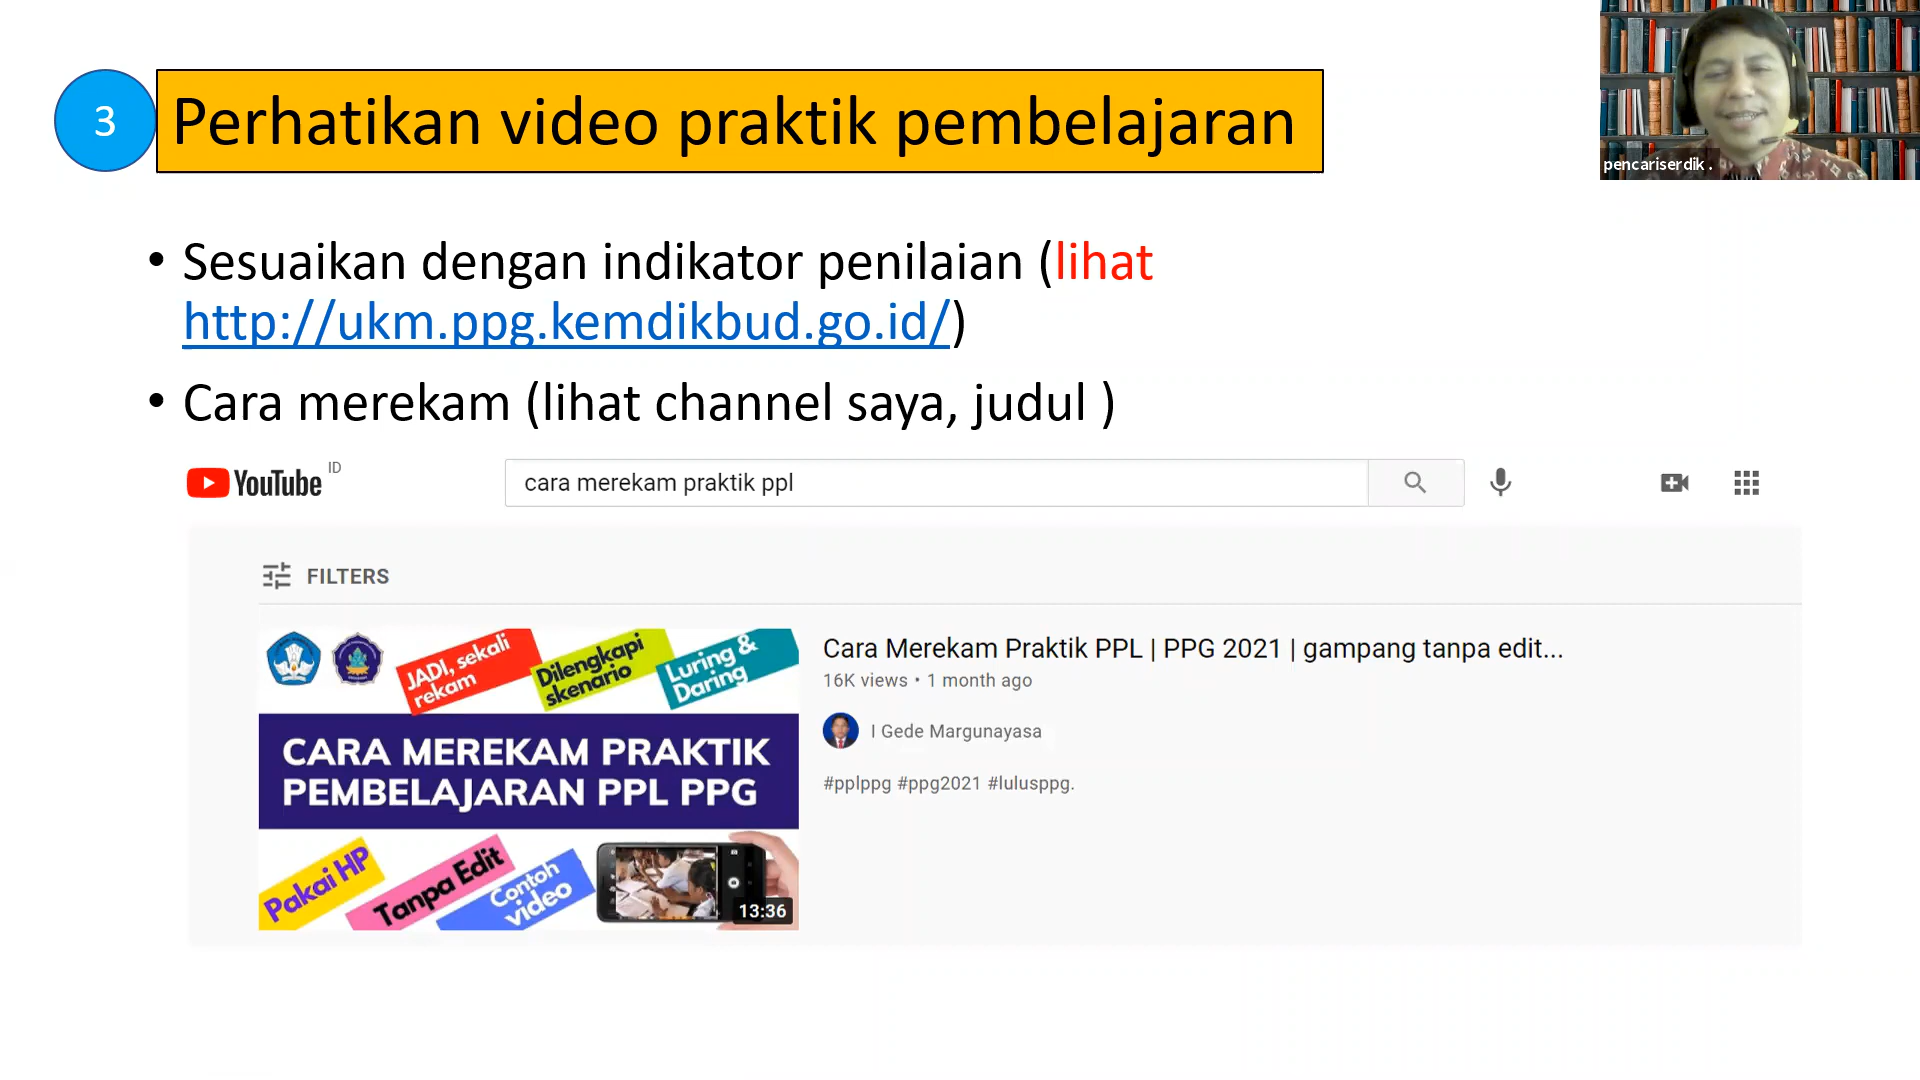 3
Perhatikan video praktik pembelajaran
pencariserdik .
• Sesuaikan dengan indikator penilaian (lihat
http://ukm.ppg.kemdikbud.go.id/)
• Cara merekam (lihat channel saya, judul )
YouTube ID
cara merekam praktik ppl
FILTERS
JADI, sekali
rekam
Dilengkapi
skenario
Luring &
Daring
CARA MEREKAM PRAKTIK
PEMBELAJARAN PPL PPG
Pakai HP
Tanpa Edit
Contoh
video
13:36
Cara Merekam Praktik PPL | PPG 2021 | gampang tanpa edit...
16K views • 1 month ago
I Gede Margunayasa
#pplppg #ppg2021 #lulusppg.